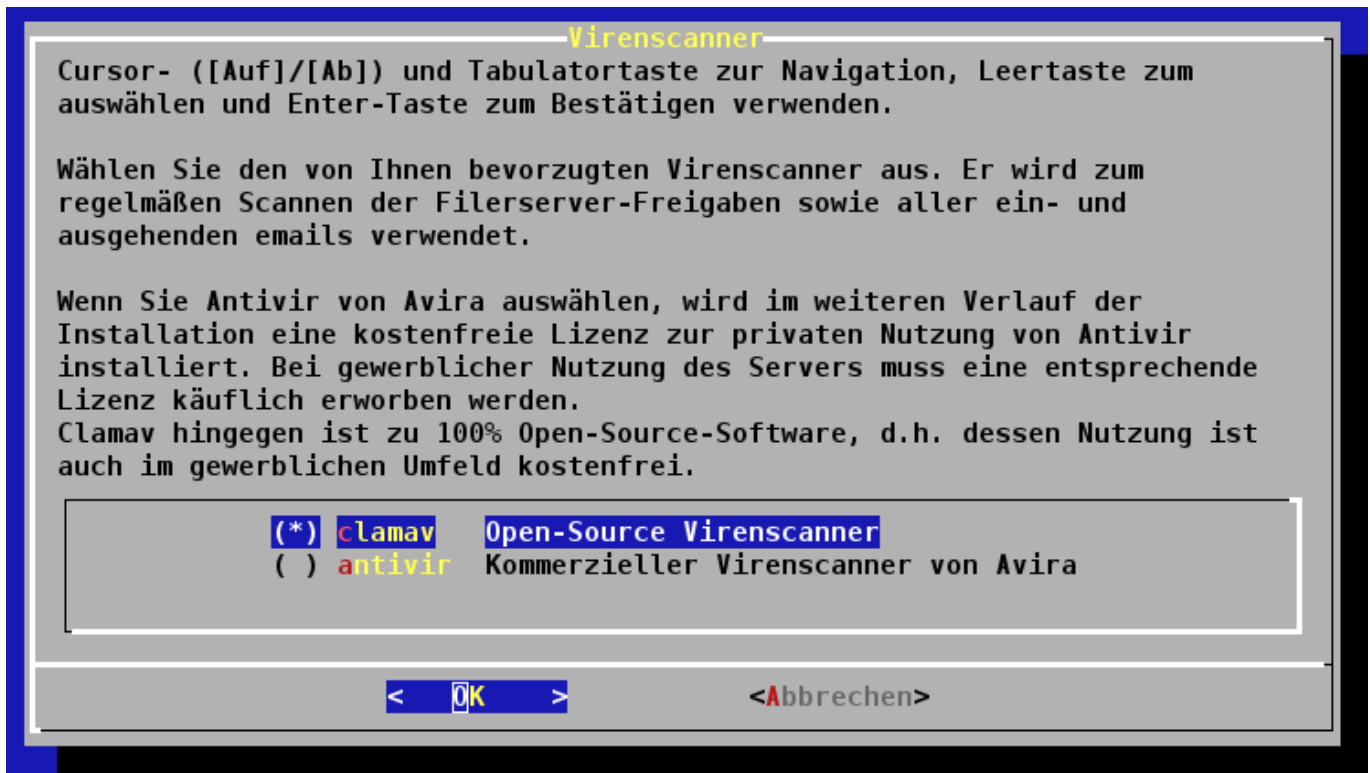 Virenscanner
Cursor- ([Auf]/[Ab]) und Tabulatortaste zur Navigation, Leertaste zum
auswählen und Enter-Taste zum Bestätigen verwenden.
Wählen Sie den von Ihnen bevorzugten Virenscanner aus. Er wird zum
regelmäßen Scannen der Filerserver-Freigaben sowie aller ein- und
ausgehenden emails verwendet.
Wenn Sie Antivir von Avira auswählen, wird im weiteren Verlauf der
Installation eine kostenfreie Lizenz zur privaten Nutzung von Antivir
installiert. Bei gewerblicher Nutzung des Servers muss eine entsprechende
Lizenz käuflich erworben werden.
Clamav hingegen ist zu 100% Open-Source-Software, d.h. dessen Nutzung ist
auch im gewerblichen Umfeld kostenfrei.
(*) clamav Open-Source Virenscanner
( ) antivir Kommerzieller Virenscanner von Avira
< OK > <Abbrechen>